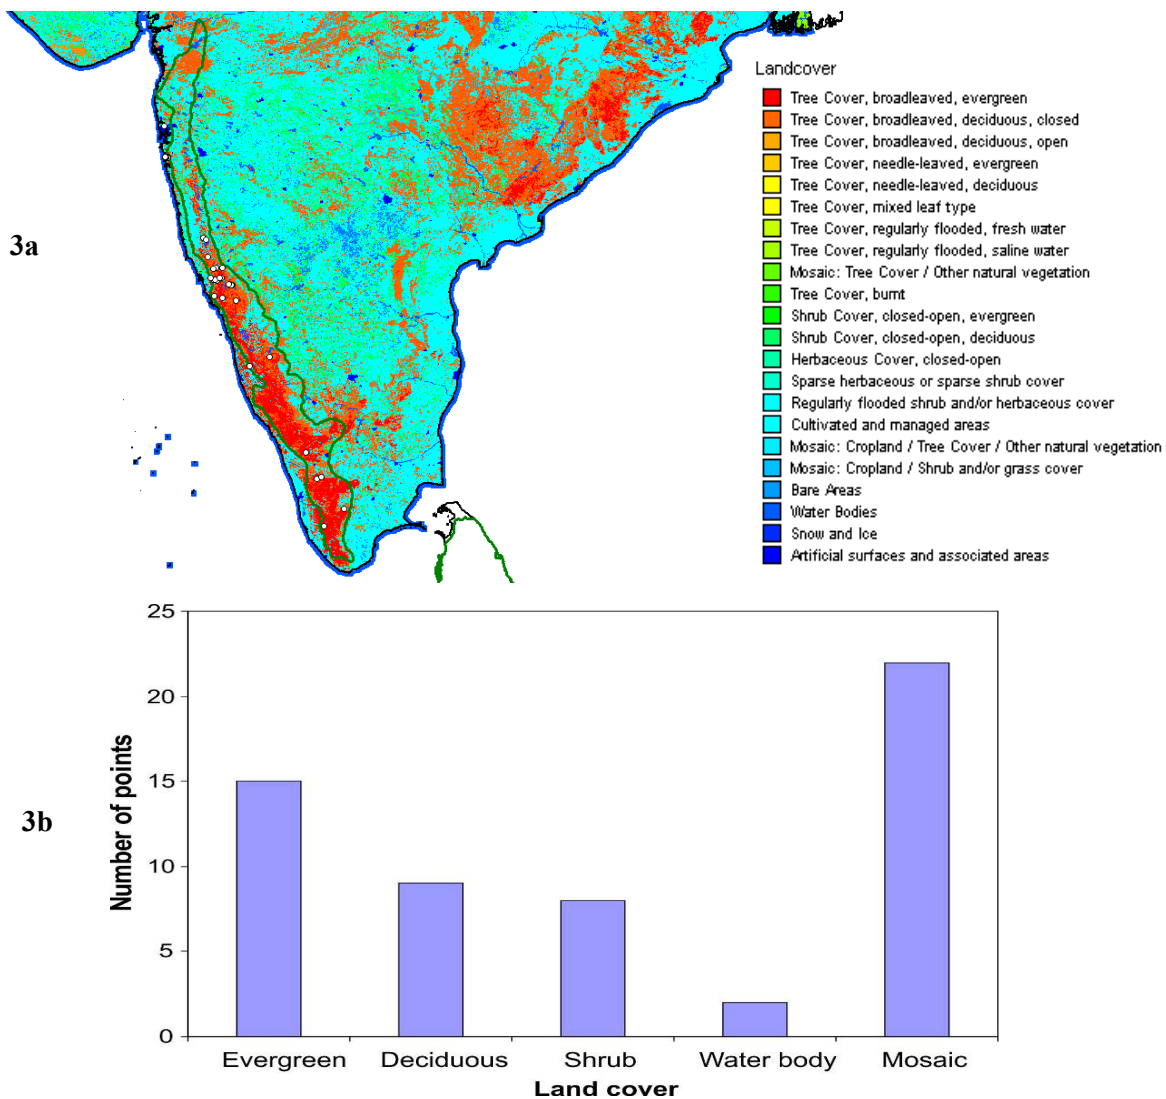 3a
Landcover
Tree Cover, broadleaved, evergreen
Tree Cover, broadleaved, deciduous, closed
Tree Cover, broadleaved, deciduous, open
Tree Cover, needle-leaved, evergreen
Tree Cover, needle-leaved, deciduous
Tree Cover, mixed leaf type
Tree Cover, regularly flooded, fresh water
Tree Cover, regularly flooded, saline water
Mosaic: Tree Cover / Other natural vegetation
Tree Cover, burnt
Shrub Cover, closed-open, evergreen
Shrub Cover, closed-open, deciduous
Herbaceous Cover, closed-open
Sparse herbaceous or sparse shrub cover
Regularly flooded shrub and/or herbaceous cover
Cultivated and managed areas
Mosaic: Cropland / Tree Cover / Other natural vegetation
Mosaic: Cropland / Shrub and/or grass cover
Bare Areas
Water Bodies
Snow and Ice
Artificial surfaces and associated areas
3b
Number of points
25
20
15
10
5
0
Evergreen Deciduous Shrub Water body Mosaic
Land cover